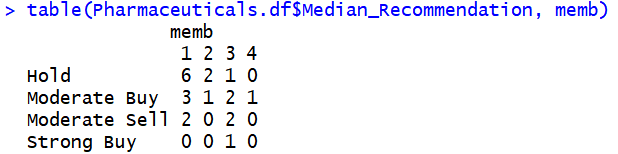 > table(Pharmaceuticals.df$Median_Recommendation, memb)
memb
1 2 3 4
Hold 6 2 1 0
Moderate Buy 3 1 2 1
Moderate Sell 2 0 2 0
Strong Buy 0 0 1 0